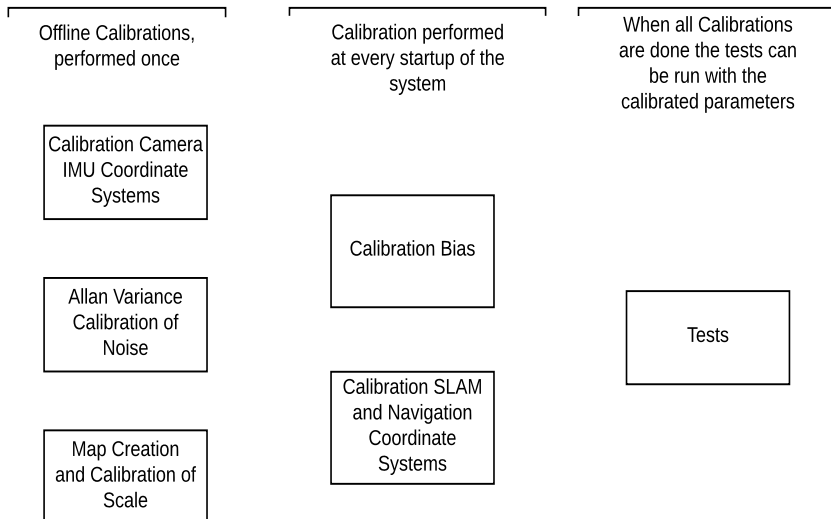 Offline Calibrations,
performed once
Calibration Camera
IMU Coordinate
Systems
Allan Variance
Calibration of
Noise
Map Creation
and Calibration of
Scale
Calibration performed
at every startup of the
system
Calibration Bias
Calibration SLAM
and Navigation
Coordinate
Systems
When all Calibrations
are done the tests can
be run with the
calibrated parameters
Tests